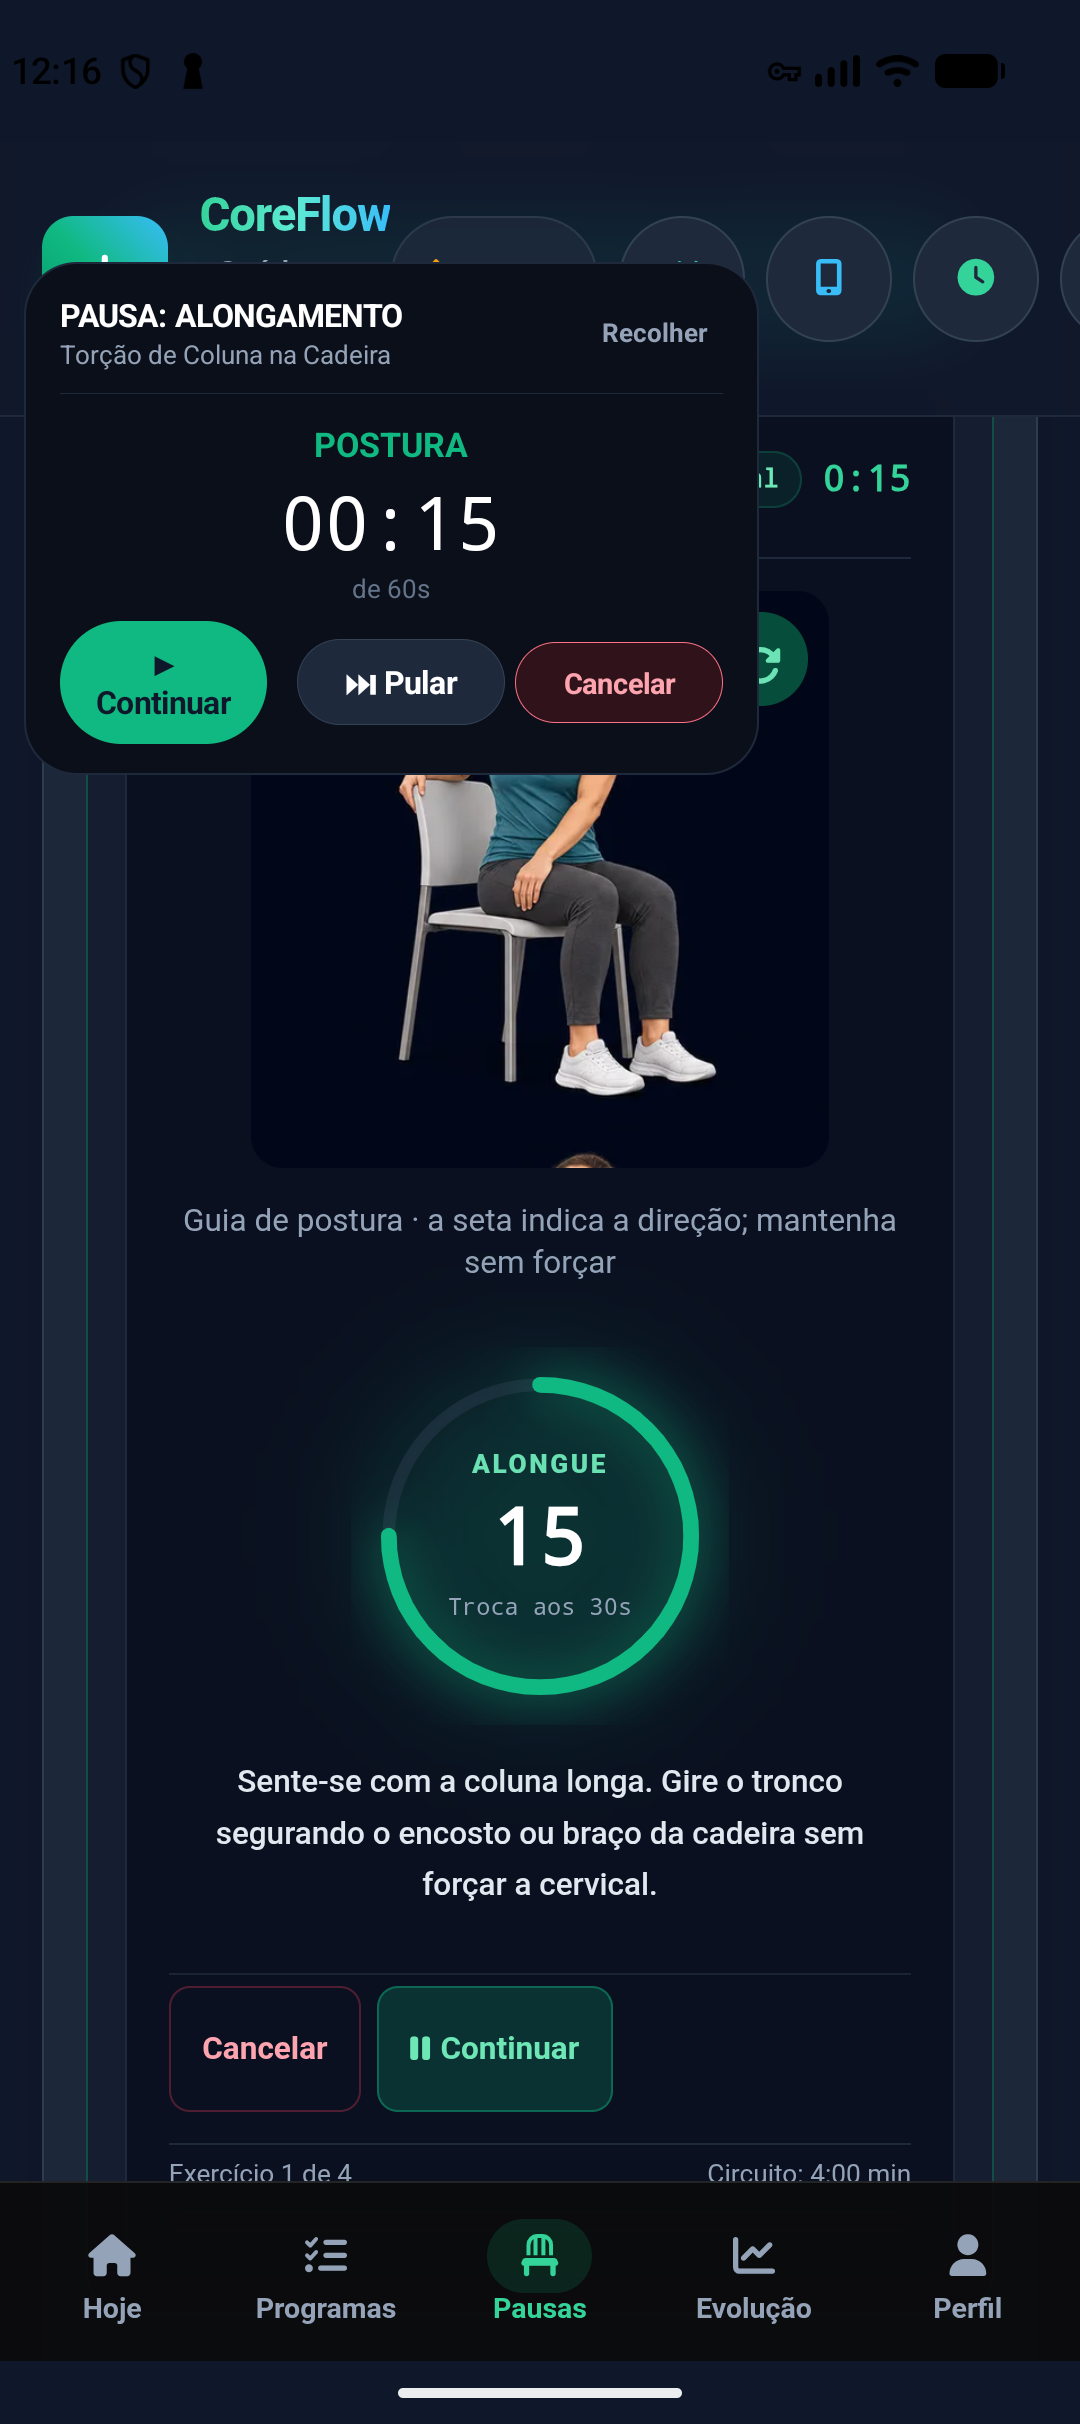 12:16
CoreFlow
PAUSA: ALONGAMENTO
Torção de Coluna na Cadeira
Recolher
POSTURA
00:15
de 60s
0:15
▶
Continuar
⏭ Pular
Cancelar
Guia de postura · a seta indica a direção; mantenha
sem forçar
ALONGUE
15
Troca aos 30s
Sente-se com a coluna longa. Gire o tronco
segurando o encosto ou braço da cadeira sem
forçar a cervical.
Cancelar
Continuar
Exercício 1 de 4
Circuito: 4:00 min
Hoje
Programas
Pausas
Evolução
Perfil